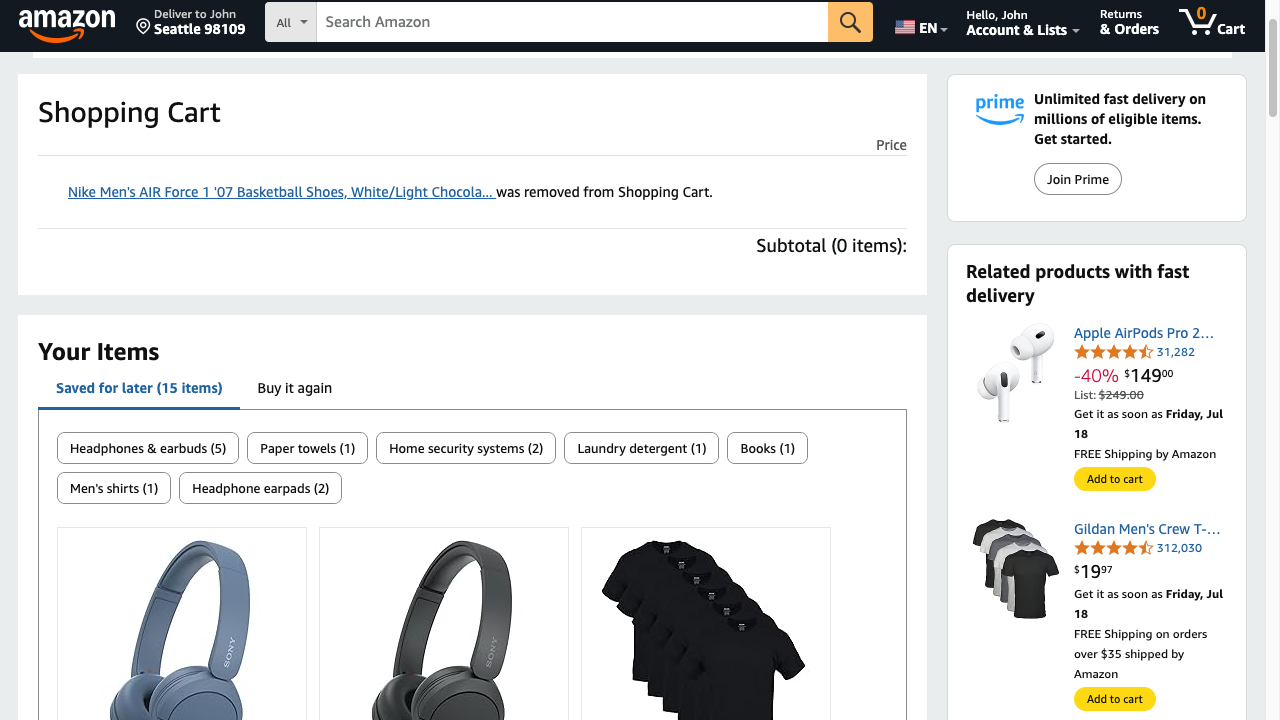 amazon
Deliver to John
Seattle 98109
All
Search Amazon
EN
Hello, John
Account & Lists
Returns
& Orders
0
Cart
Shopping Cart
Price
Nike Men's AIR Force 1 '07 Basketball Shoes, White/Light Chocola... was removed from Shopping Cart.
Subtotal (0 items):
Your Items
Saved for later (15 items)
Buy it again
Headphones & earbuds (5)
Paper towels (1)
Home security systems (2)
Laundry detergent (1)
Books (1)
Men's shirts (1)
Headphone earpads (2)
SONY
SONY
prime
Unlimited fast delivery on
millions of eligible items.
Get started.
Join Prime
Related products with fast
delivery
Apple AirPods Pro 2…
31,282
-40% $14900
List: $249.00
Get it as soon as Friday, Jul
18
FREE Shipping by Amazon
Add to cart
Gildan Men's Crew T-…
312,030
$1997
Get it as soon as Friday, Jul
18
FREE Shipping on orders
over $35 shipped by
Amazon
Add to cart